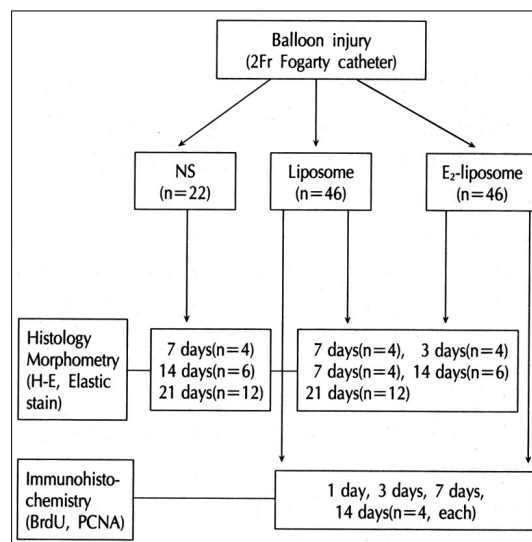 Balloon injury
(2Fr Fogarty catheter)
NS
(n=22)
Liposome
(n=46)
E₂-liposome
(n=46)
Histology
Morphometry
(H-E, Elastic
stain)
7 days(n=4)
14 days(n=6)
21 days(n=12)
7 days(n=4), 3 days(n=4)
7 days(n=4), 14 days(n=6)
21 days(n=12)
Immunohisto-
chemistry
(BrdU, PCNA)
1 day, 3 days, 7 days,
14 days(n=4, each)